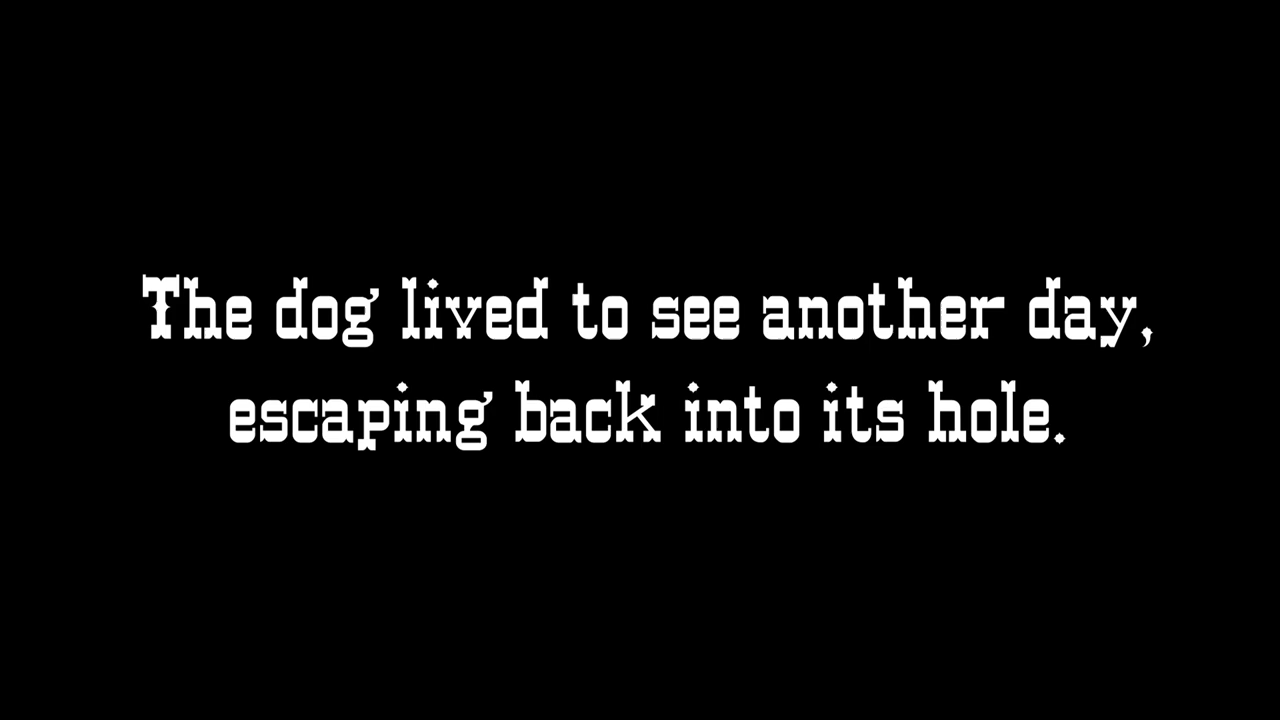 The dog lived to see another day,
escaping back into its hole.